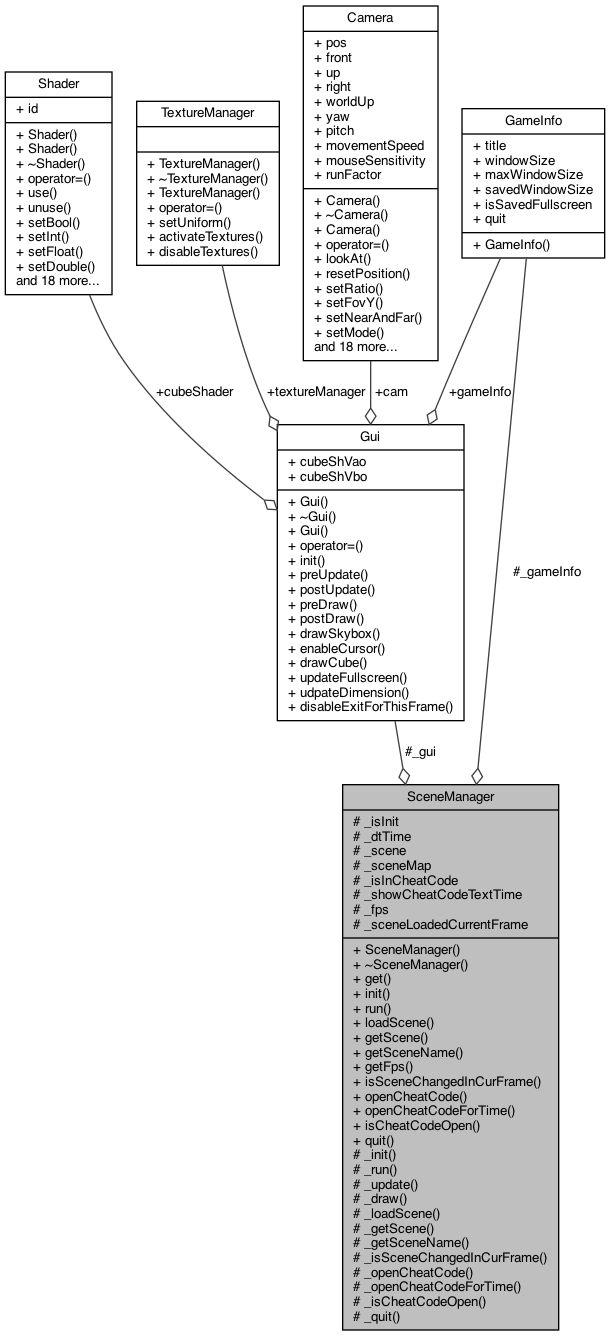 Camera
+ pos
+ front
+ up
+ right
+ worldUp
+ yaw
+ pitch
+ movementSpeed
+ mouseSensitivity
+ runFactor
+ Camera()
+ ~Camera()
+ Camera()
+ operator=()
+ lookAt()
+ resetPosition()
+ setRatio()
+ setFovY()
+ setNearAndFar()
+ setMode()
and 18 more...
Shader
+ id
+ Shader()
+ Shader()
+ ~Shader()
+ operator=()
+ use()
+ unuse()
+ setBool()
+ setInt()
+ setFloat()
+ setDouble()
and 18 more...
TextureManager
+ TextureManager()
+ ~TextureManager()
+ TextureManager()
+ operator=()
+ setUniform()
+ activateTextures()
+ disableTextures()
GameInfo
+ title
+ windowSize
+ maxWindowSize
+ savedWindowSize
+ isSavedFullscreen
+ quit
+ GameInfo()
+cubeShader
+textureManager
+cam
+gameInfo
Gui
+ cubeShVao
+ cubeShVbo
+ Gui()
+ ~Gui()
+ Gui()
+ operator=()
+ init()
+ preUpdate()
+ postUpdate()
+ preDraw()
+ postDraw()
+ drawSkybox()
+ enableCursor()
+ drawCube()
+ updateFullscreen()
+ udpateDimension()
+ disableExitForThisFrame()
#_gameInfo
#_gui
SceneManager
# _isInit
# _dtTime
# _scene
# _sceneMap
# _isInCheatCode
# _showCheatCodeTextTime
# _fps
# _sceneLoadedCurrentFrame
+ SceneManager()
+ ~SceneManager()
+ get()
+ init()
+ run()
+ loadScene()
+ getScene()
+ getSceneName()
+ getFps()
+ isSceneChangedInCurFrame()
+ openCheatCode()
+ openCheatCodeForTime()
+ isCheatCodeOpen()
+ quit()
# _init()
# _run()
# _update()
# _draw()
# _loadScene()
# _getScene()
# _getSceneName()
# _isSceneChangedInCurFrame()
# _openCheatCode()
# _openCheatCodeForTime()
# _isCheatCodeOpen()
# _quit()